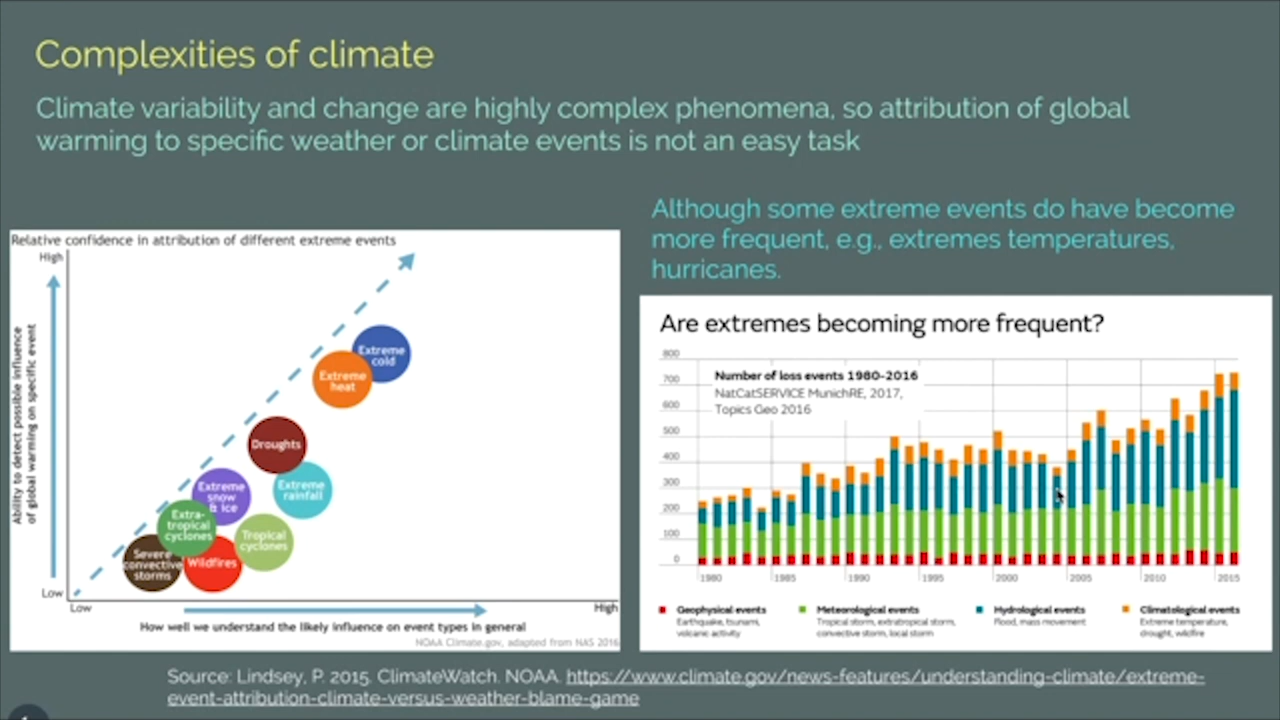 Complexities of climate
Climate variability and change are highly complex phenomena, so attribution of global
warming to specific weather or climate events is not an easy task
Although some extreme events do have become
more frequent, e.g., extremes temperatures,
hurricanes.
Relative confidence in attribution of different extreme events
High
Ability to detect possible influence
of global warming on specific event
Extreme
cold
Extreme
heat
Droughts
Extreme
rainfall
Extreme
snow
& ice
Extra-
tropical
cyclones
Tropical
cyclones
Severe
convective
storms
Wildfires
Low
Low
High
How well we understand the likely influence on event types in general
NOAA Climate.gov, adapted from NAS 2016
Are extremes becoming more frequent?
800
700
600
500
400
300
200
100
0
Number of loss events 1980-2016
NatCatSERVICE MunichRE, 2017,
Topics Geo 2016
1980
1985
1990
1995
2000
2005
2010
2015
Geophysical events
Earthquake, tsunami,
volcanic activity
Meteorological events
Tropical storm, extratropical storm,
convective storm, local storm
Hydrological events
Flood, mass movement
Climatological events
Extreme temperature,
drought, wildfire
Source: Lindsey, P. 2015. ClimateWatch. NOAA. https://www.climate.gov/news-features/understanding-climate/extreme-
event-attribution-climate-versus-weather-blame-game